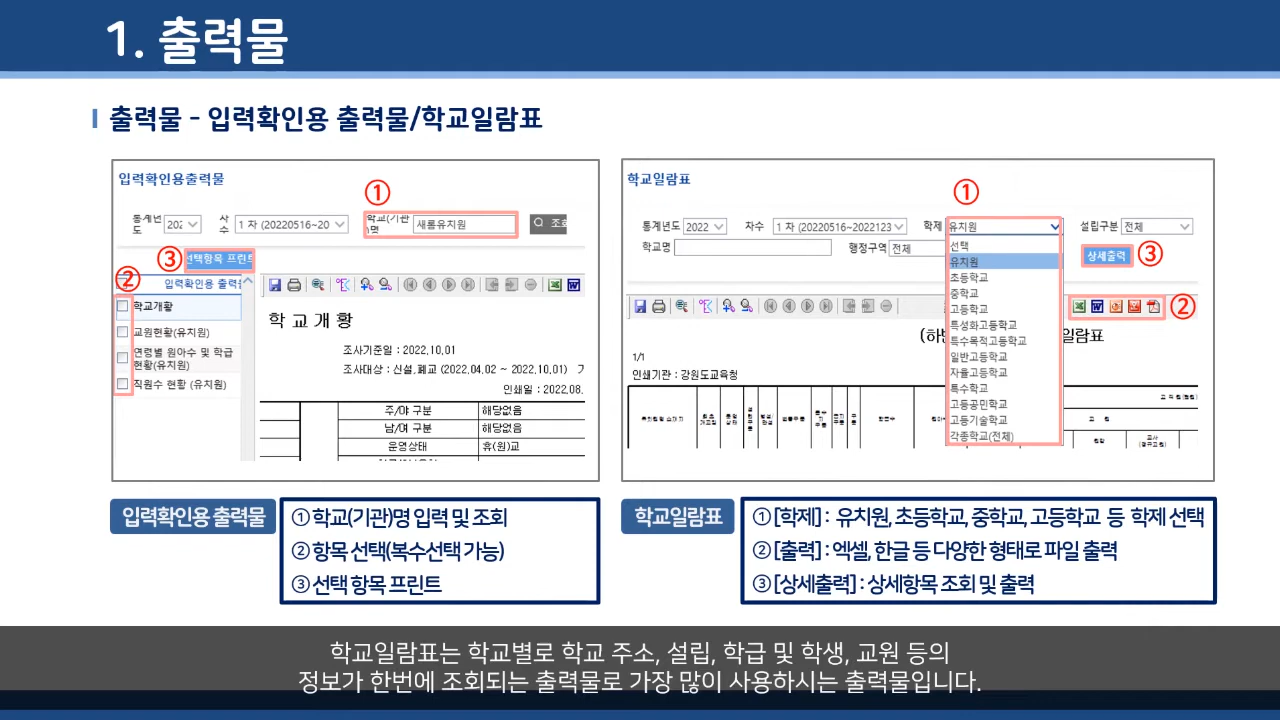 1. 출력물
출력물 - 입력확인용 출력물/학교일람표
입력확인용출력물
①
통계년도
202
차수
1 차 (20220516~20
학교(기관)명
새롬유치원
조회
③
선택항목 프린트
②
입력확인용 출력물
학교개황
교원현황(유치원)
연령별 원아수 및 학급
현황(유치원)
직원수 현황 (유치원)
학 교 개 황
조사기준일 : 2022.10.01
조사대상 : 신설,폐교 (2022.04.02 ~ 2022.10.01)
인쇄일 : 2022.08.
주/야 구분 해당없음
남/여 구분 해당없음
운영상태 휴(원)교
학교일람표
①
통계년도 2022 차수 1 차 (20220516~2022123 학제 유치원 설립구분 전체
학교명 행정구역 전체
상세출력 ③
선택
유치원
초등학교
중학교
고등학교
특성화고등학교
특수목적고등학교
일반고등학교
자율고등학교
특수학교
고등공민학교
고등기술학교
각종학교(전체)
②
(하반 일람표
1/1
인쇄기관 : 강원도교육청
입력확인용 출력물
① 학교(기관)명 입력 및 조회
② 항목 선택(복수선택 가능)
③ 선택 항목 프린트
학교일람표
① [학제] : 유치원, 초등학교, 중학교, 고등학교 등 학제 선택
② [출력] : 엑셀, 한글 등 다양한 형태로 파일 출력
③ [상세출력] : 상세항목 조회 및 출력
학교일람표는 학교별로 학교 주소, 설립, 학급 및 학생, 교원 등의
정보가 한번에 조회되는 출력물로 가장 많이 사용하시는 출력물입니다.